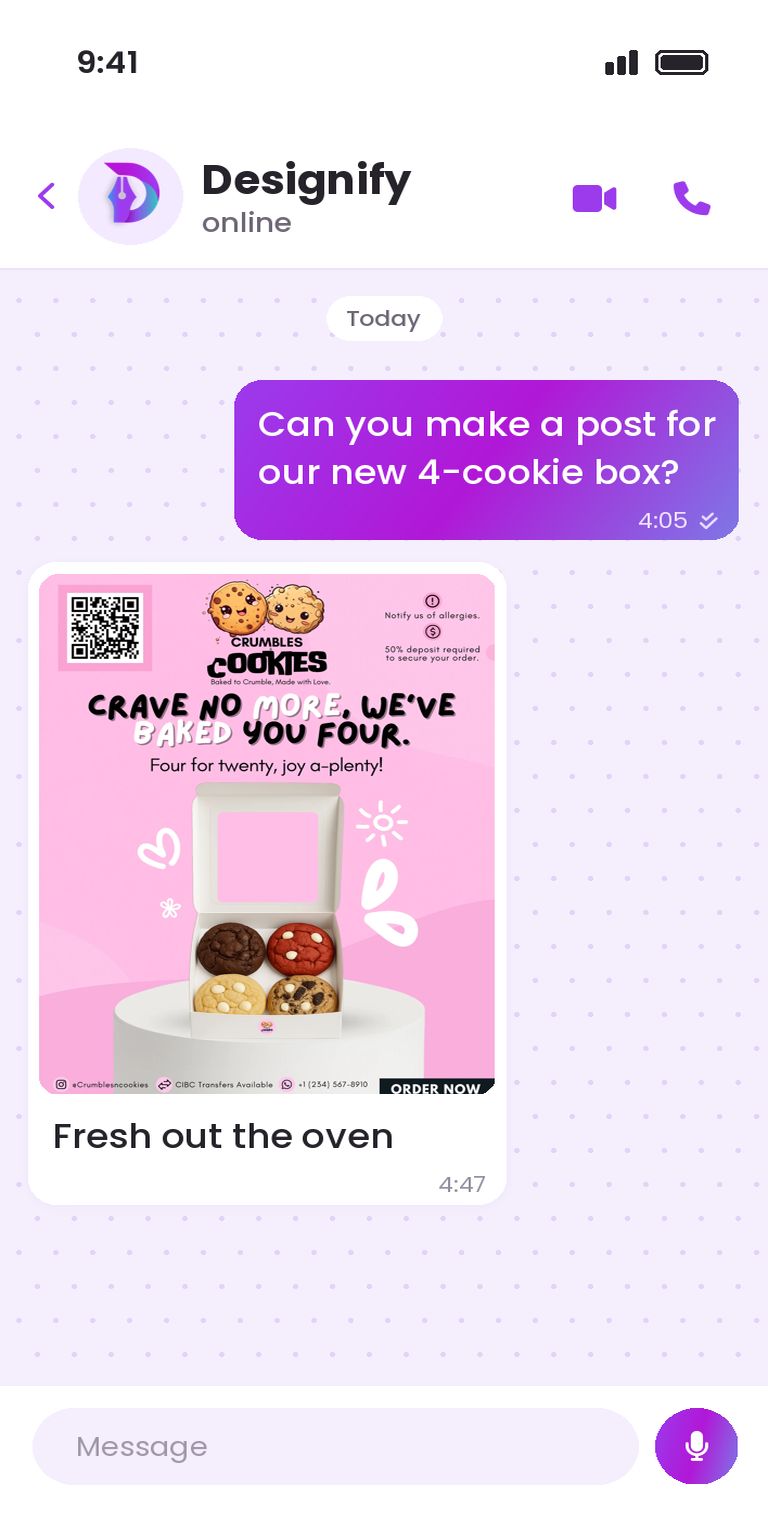 9:41
Designify
online
Today
Can you make a post for
our new 4-cookie box?
4:05
Notify us of allergies.
50% deposit required
to secure your order.
CRUMBLES
COOKIES
Baked to Crumble, Made with Love.
CRAVE NO MORE, WE'VE
BAKED YOU FOUR.
Four for twenty, joy a-plenty!
@Crumblesncookies
CIBC Transfers Available
+1 (234) 567-8910
ORDER NOW
Fresh out the oven
4:47
Message